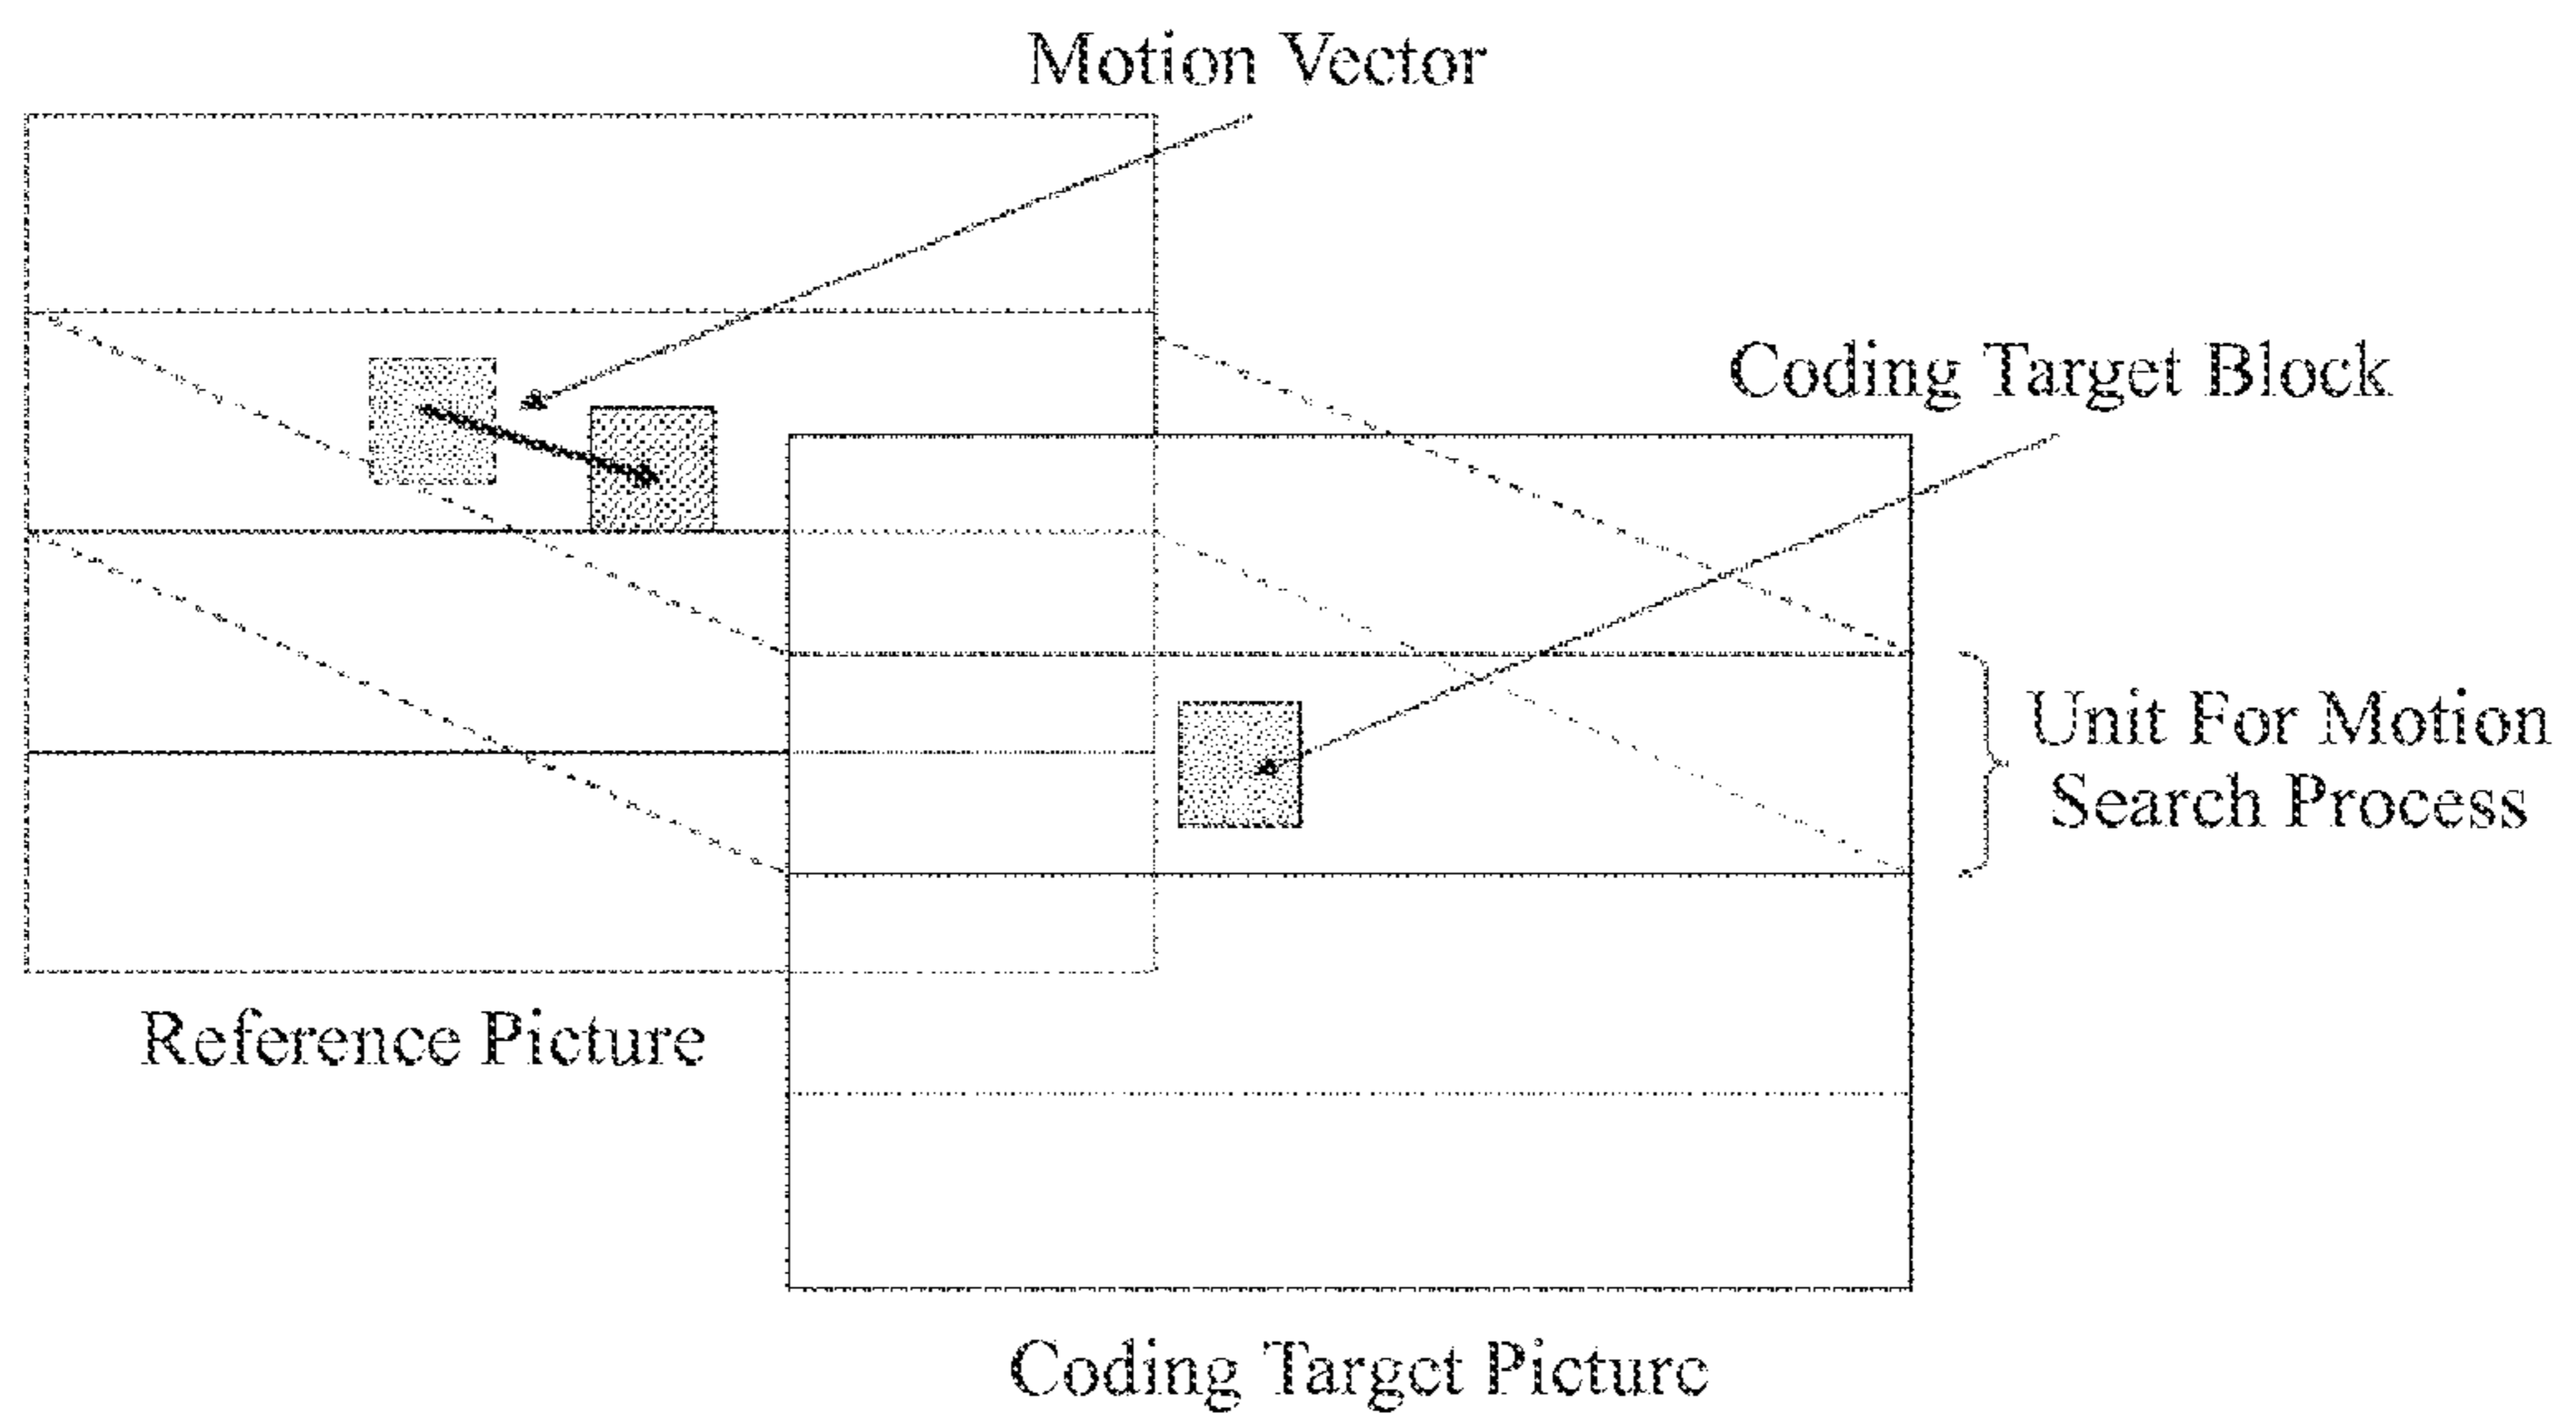 Motion Vector
Coding Target Block
Unit For Motion
Search Process
Reference Picture
Coding Target Picture